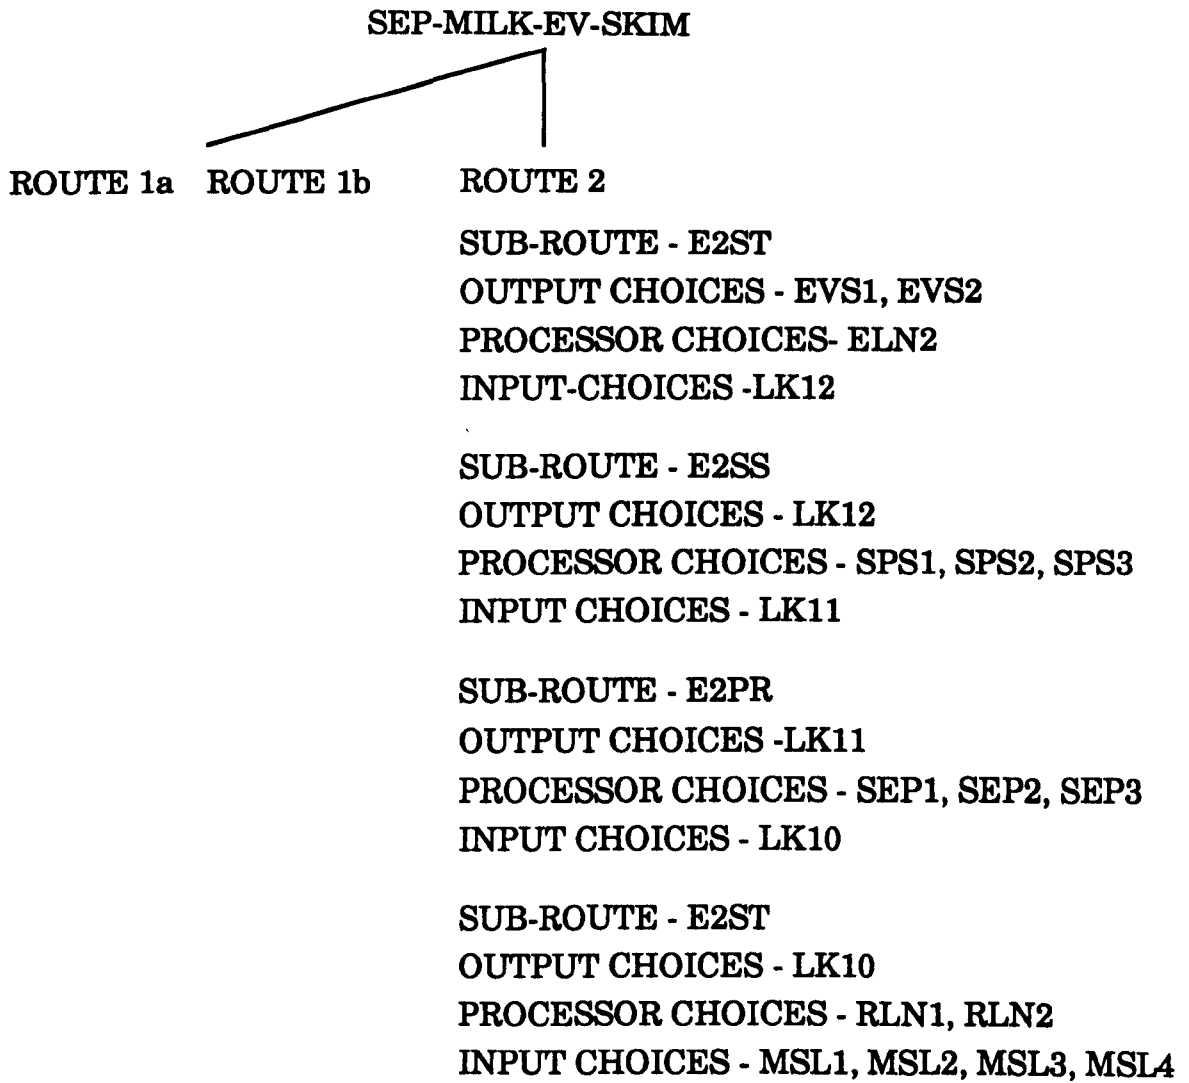 SEP-MILK-EV-SKIM
ROUTE 1a ROUTE 1b ROUTE 2
SUB-ROUTE - E2ST
OUTPUT CHOICES - EVS1, EVS2
PROCESSOR CHOICES- ELN2
INPUT-CHOICES -LK12
SUB-ROUTE - E2SS
OUTPUT CHOICES - LK12
PROCESSOR CHOICES - SPS1, SPS2, SPS3
INPUT CHOICES - LK11
SUB-ROUTE - E2PR
OUTPUT CHOICES -LK11
PROCESSOR CHOICES - SEP1, SEP2, SEP3
INPUT CHOICES - LK10
SUB-ROUTE - E2ST
OUTPUT CHOICES - LK10
PROCESSOR CHOICES - RLN1, RLN2
INPUT CHOICES - MSL1, MSL2, MSL3, MSL4